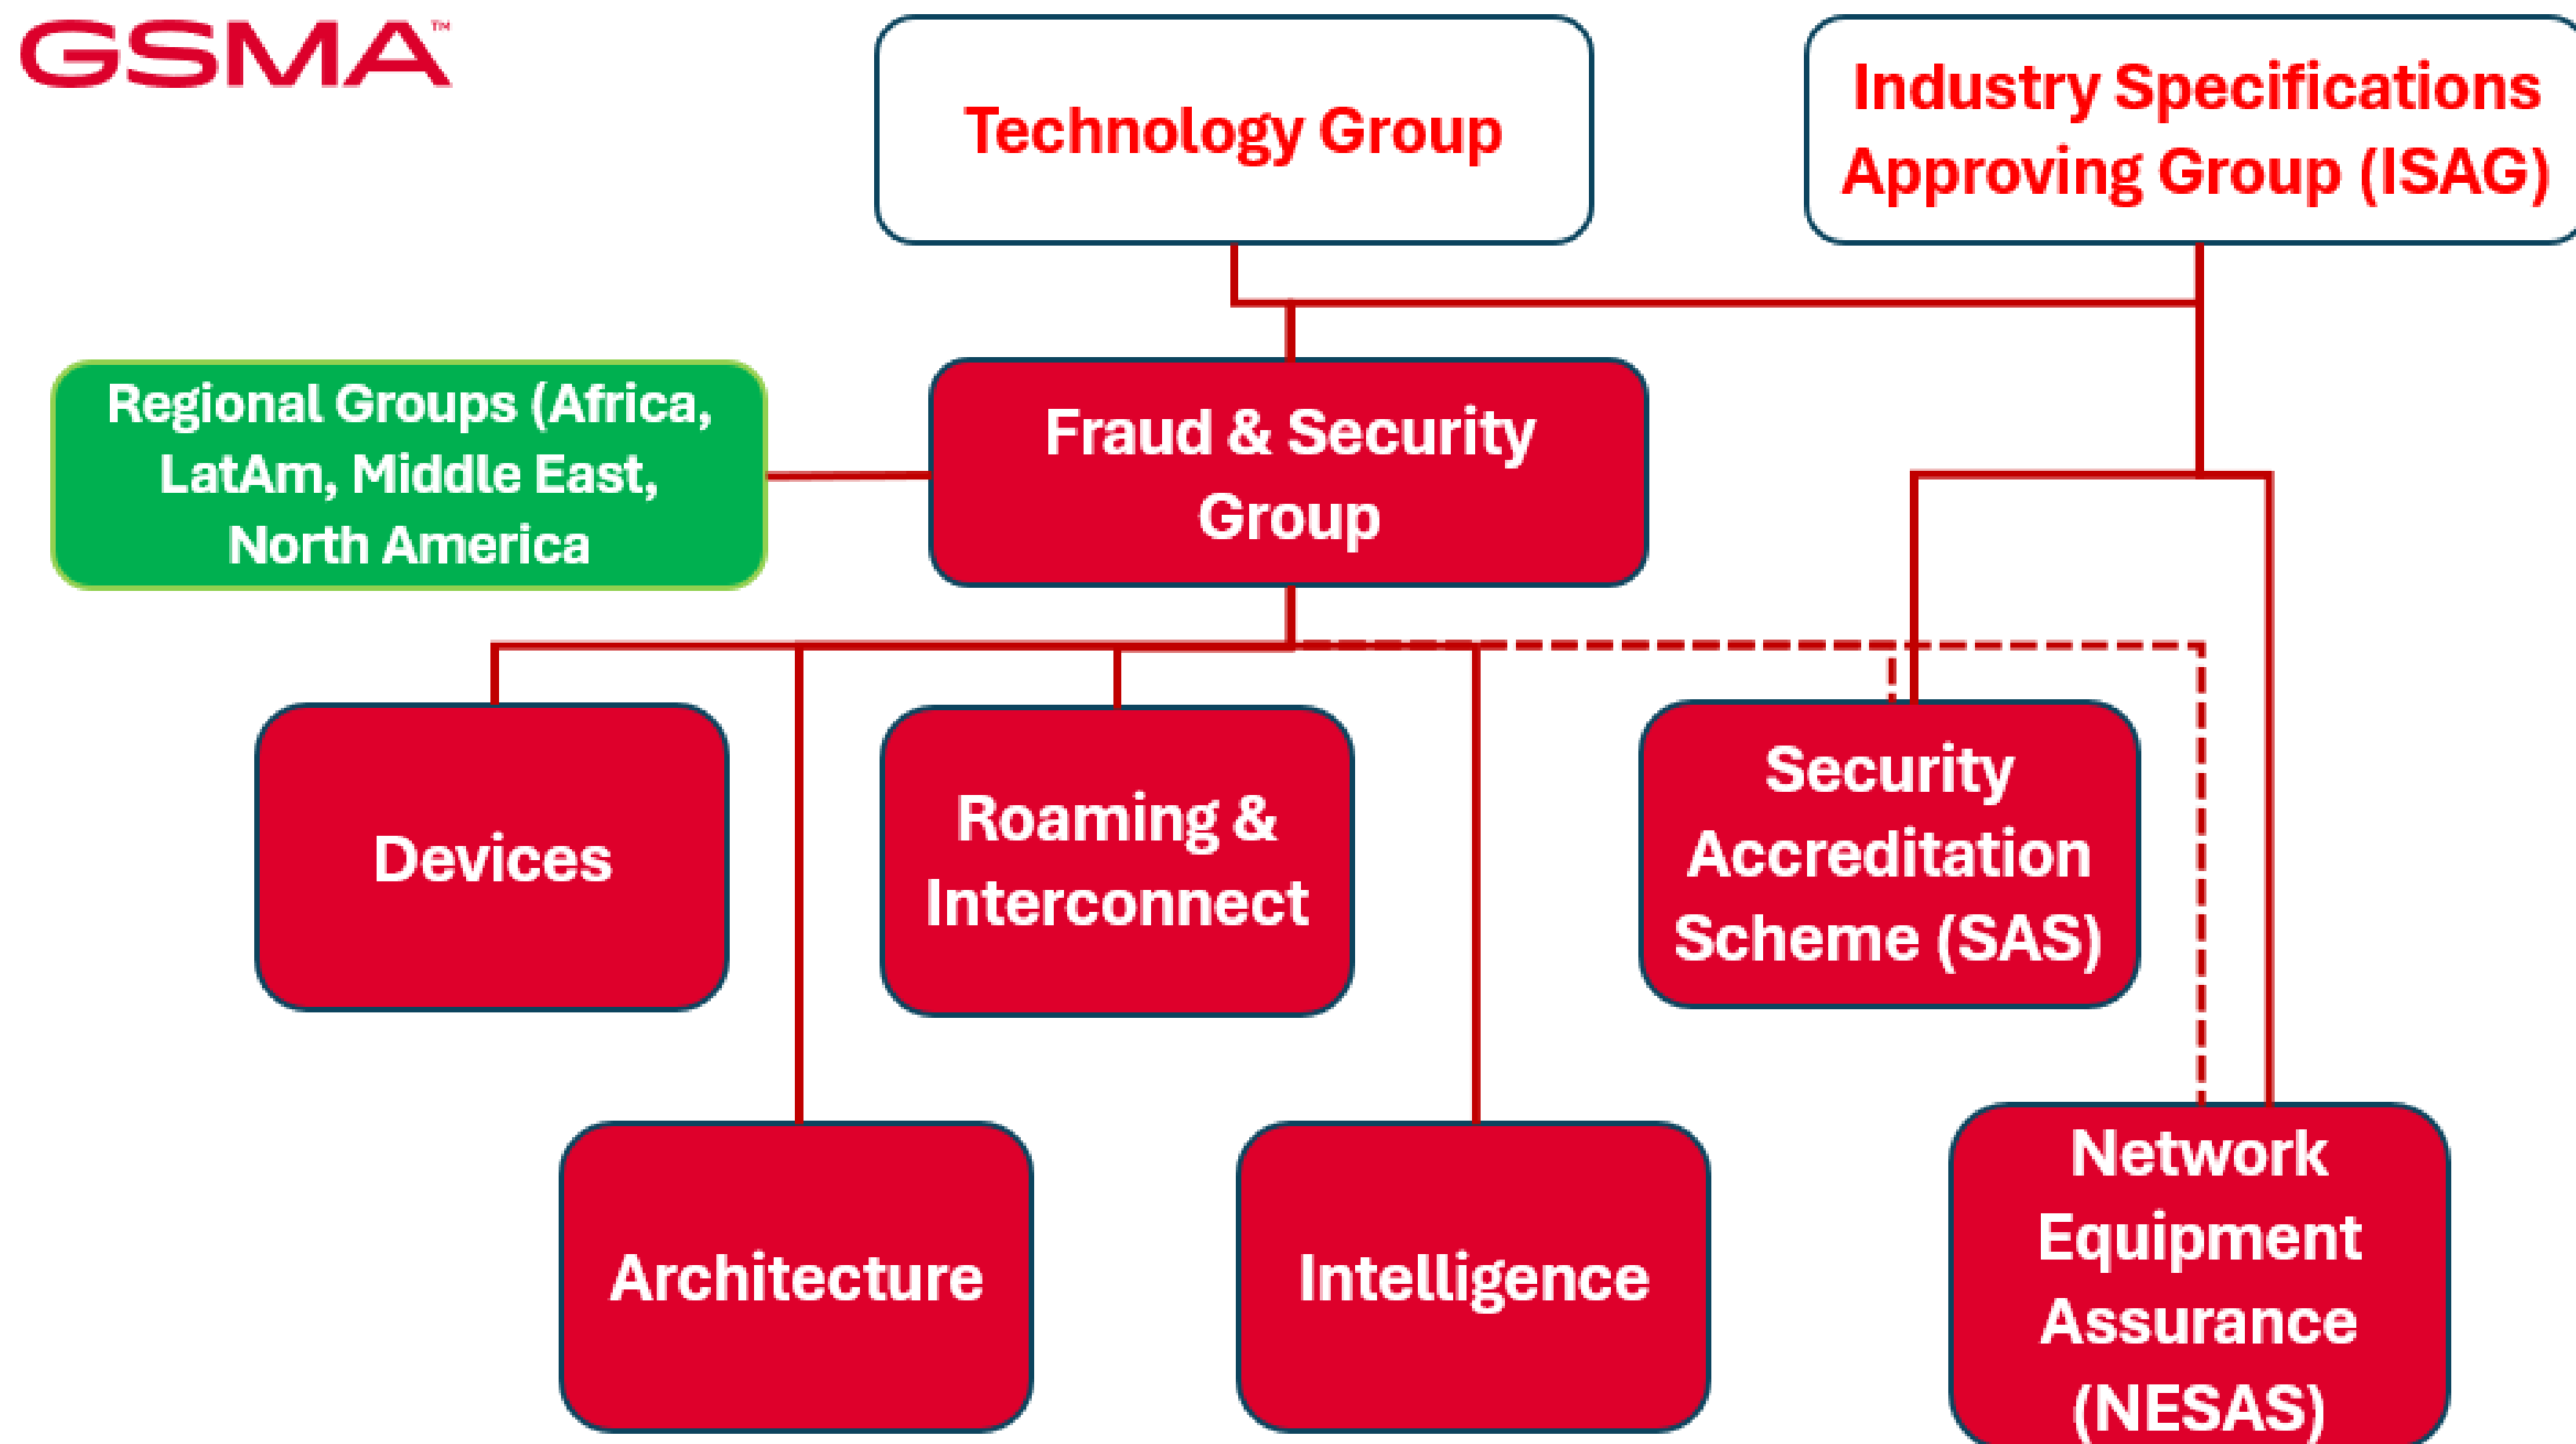 GSMA™
Technology Group
Industry Specifications
Approving Group (ISAG)
Regional Groups (Africa,
LatAm, Middle East,
North America
Fraud & Security
Group
Devices
Roaming &
Interconnect
Security
Accreditation
Scheme (SAS)
Architecture
Intelligence
Network
Equipment
Assurance
(NESAS)